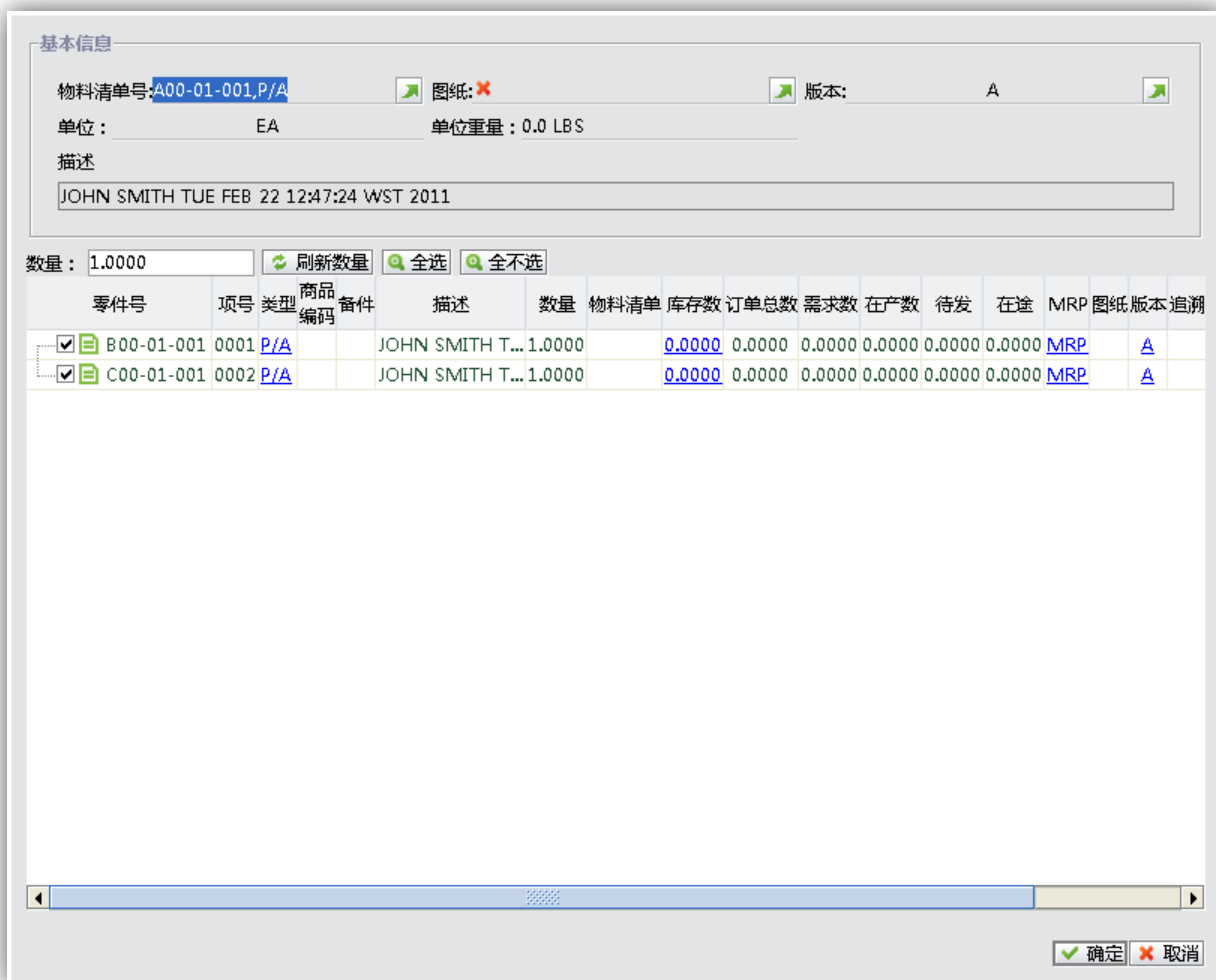 基本信息
物料清单号:A00-01-001,P/A 图纸: 版本: A
单位： EA 单位重量：0.0 LBS
描述
JOHN SMITH TUE FEB 22 12:47:24 WST 2011
数量： 1.0000 刷新数量 全选 全不选
零件号 项号 类型 商品编码 备件 描述 数量 物料清单 库存数 订单总数 需求数 在产数 待发 在途 MRP 图纸 版本 追溯
B00-01-001 0001 P/A JOHN SMITH T... 1.0000 0.0000 0.0000 0.0000 0.0000 0.0000 0.0000 MRP A
C00-01-001 0002 P/A JOHN SMITH T... 1.0000 0.0000 0.0000 0.0000 0.0000 0.0000 0.0000 MRP A
确定 取消